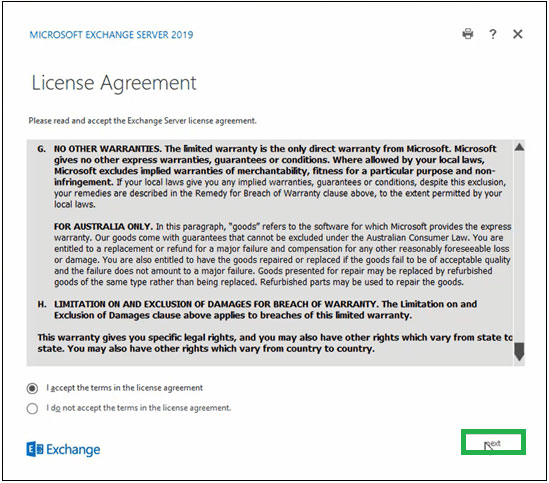 MICROSOFT EXCHANGE SERVER 2019
?
License Agreement
Please read and accept the Exchange Server license agreement.
G. NO OTHER WARRANTIES. The limited warranty is the only direct warranty from Microsoft. Microsoft
gives no other express warranties, guarantees or conditions. Where allowed by your local laws,
Microsoft excludes implied warranties of merchantability, fitness for a particular purpose and non-
infringement. If your local laws give you any implied warranties, guarantees or conditions, despite this exclusion,
your remedies are described in the Remedy for Breach of Warranty clause above, to the extent permitted by your
local laws.
FOR AUSTRALIA ONLY. In this paragraph, "goods" refers to the software for which Microsoft provides the express
warranty. Our goods come with guarantees that cannot be excluded under the Australian Consumer Law. You are
entitled to a replacement or refund for a major failure and compensation for any other reasonably foreseeable loss
or damage. You are also entitled to have the goods repaired or replaced if the goods fail to be of acceptable quality
and the failure does not amount to a major failure. Goods presented for repair may be replaced by refurbished
goods of the same type rather than being replaced. Refurbished parts may be used to repair the goods.
H. LIMITATION ON AND EXCLUSION OF DAMAGES FOR BREACH OF WARRANTY. The Limitation on and
Exclusion of Damages clause above applies to breaches of this limited warranty.
This warranty gives you specific legal rights, and you may also have other rights which vary from state to
state. You may also have other rights which vary from country to country.
I accept the terms in the license agreement
I do not accept the terms in the license agreement.
Exchange
next